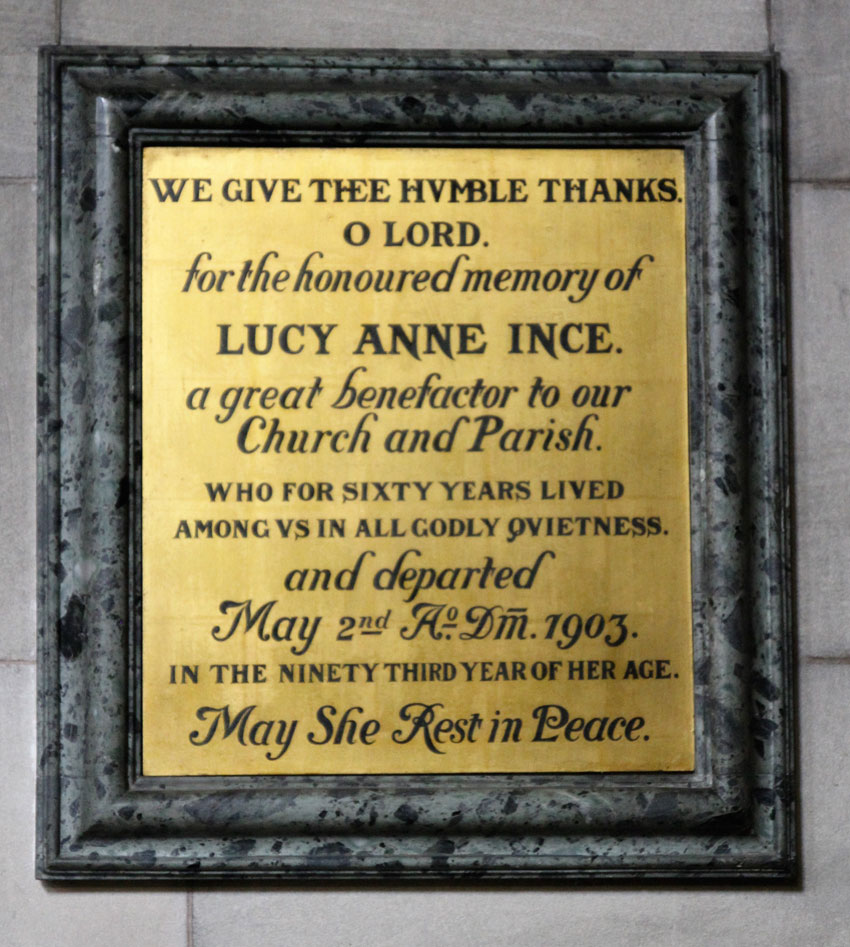 WE GIVE THEE HVMBLE THANKS.
O LORD.
for the honoured memory of
LUCY ANNE INCE.
a great benefactor to our
Church and Parish.
WHO FOR SIXTY YEARS LIVED
AMONG VS IN ALL GODLY QVIETNESS.
and departed
May 2nd Ao. Dm̄. 1903.
IN THE NINETY THIRD YEAR OF HER AGE.
May She Rest in Peace.